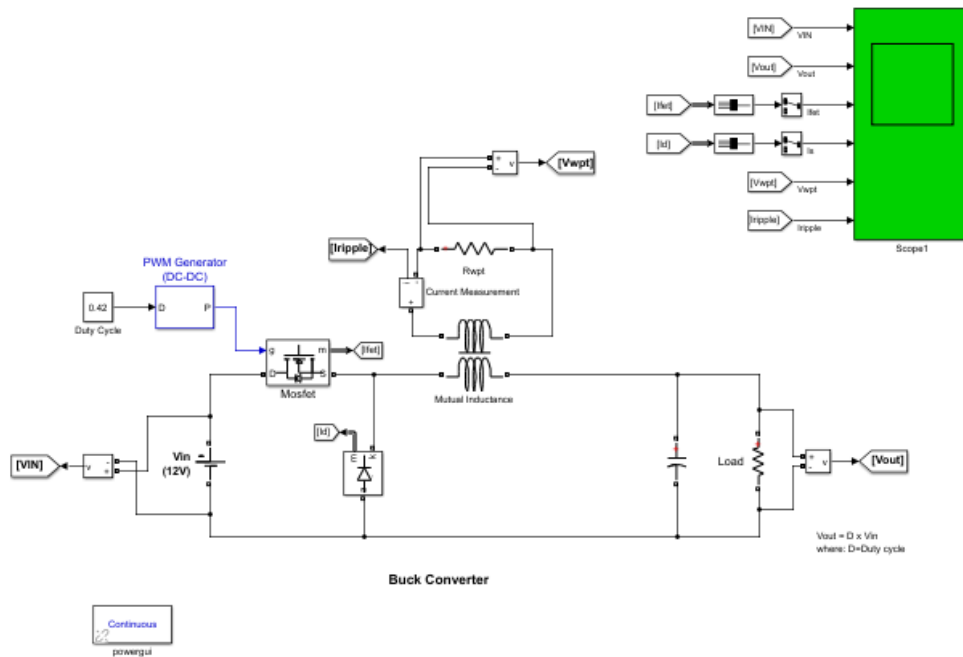 [VIN]
VIN
[Vout]
Vout
[Ifet]
Ifet
[Id]
Is
[Vwpt]
Vwpt
[Iripple]
Iripple
Scope1
+
-
v
[Vwpt]
[Iripple]
Rwpt
Current Measurement
i
-
+
PWM Generator
(DC-DC)
0.42
D
P
Duty Cycle
g
m
D
S
[Ifet]
Mosfet
Mutual Inductance
[Id]
m
k
a
[VIN]
v
-
+
Vin
(12V)
Load
+
-
v
[Vout]
Vout = D x Vin
where: D=Duty cycle
Buck Converter
Continuous
powergui